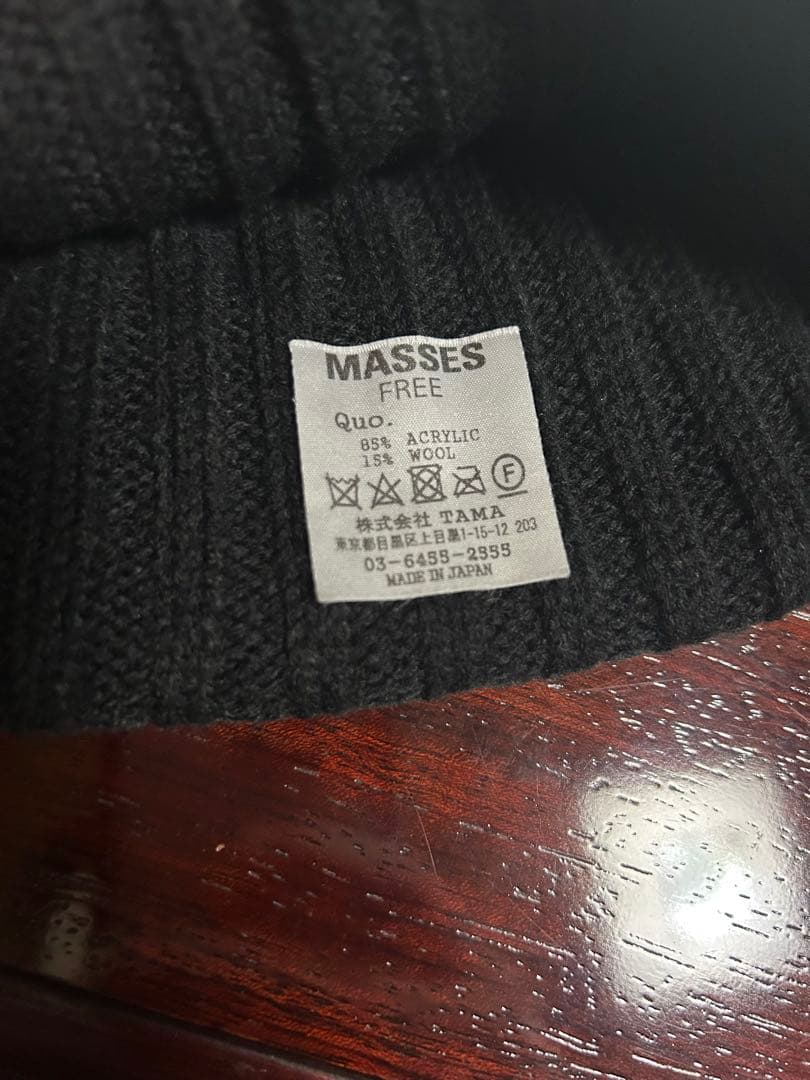 MASSES
FREE
Quo.
85% ACRYLIC
15% WOOL
F
株式会社 TAMA
東京都目黒区上目黒1-15-12 203
03-6455-2555
MADE IN JAPAN